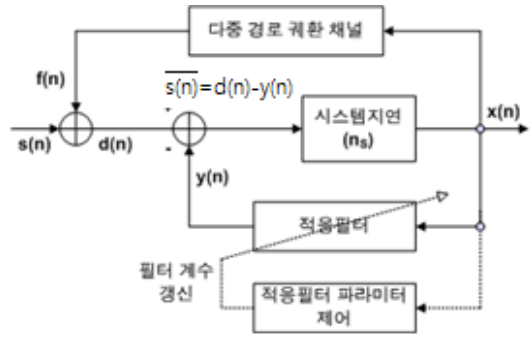 다중 경로 궤환 채널
f(n)
s(n)=d(n)-y(n)
시스템지연
(nS)
x(n)
s(n)
d(n)
y(n)
적응필터
필터 계수
갱신
적응필터 파라미터
제어